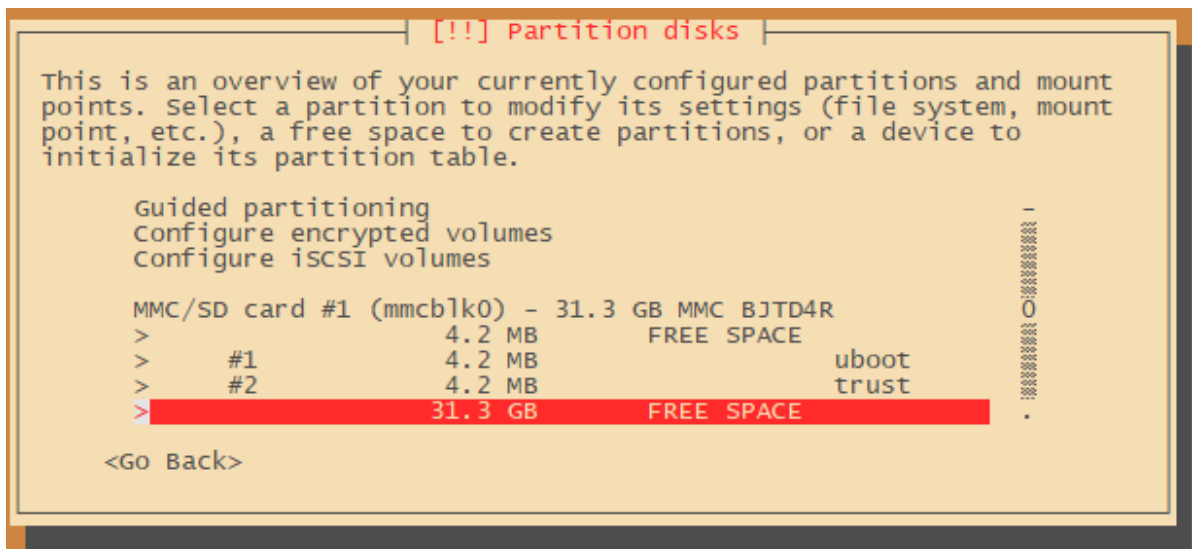 [!!] Partition disks
This is an overview of your currently configured partitions and mount
points. Select a partition to modify its settings (file system, mount
point, etc.), a free space to create partitions, or a device to
initialize its partition table.
Guided partitioning
Configure encrypted volumes
Configure iSCSI volumes
MMC/SD card #1 (mmcblk0) - 31.3 GB MMC BJTD4R
> 4.2 MB FREE SPACE
> #1 4.2 MB uboot
> #2 4.2 MB trust
> 31.3 GB FREE SPACE
<Go Back>